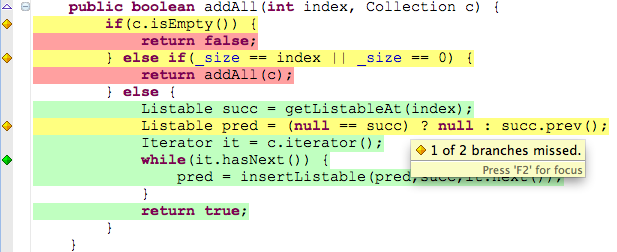 public boolean addAll(int index, Collection c) {
if(c.isEmpty()) {
return false;
} else if(_size == index || _size == 0) {
return addAll(c);
} else {
Listable succ = getListableAt(index);
Listable pred = (null == succ) ? null : succ.prev();
Iterator it = c.iterator();
1 of 2 branches missed.
while(it.hasNext()) {
Press 'F2' for focus
pred = insertListable(pred,succ,it.next());
}
return true;
}
}